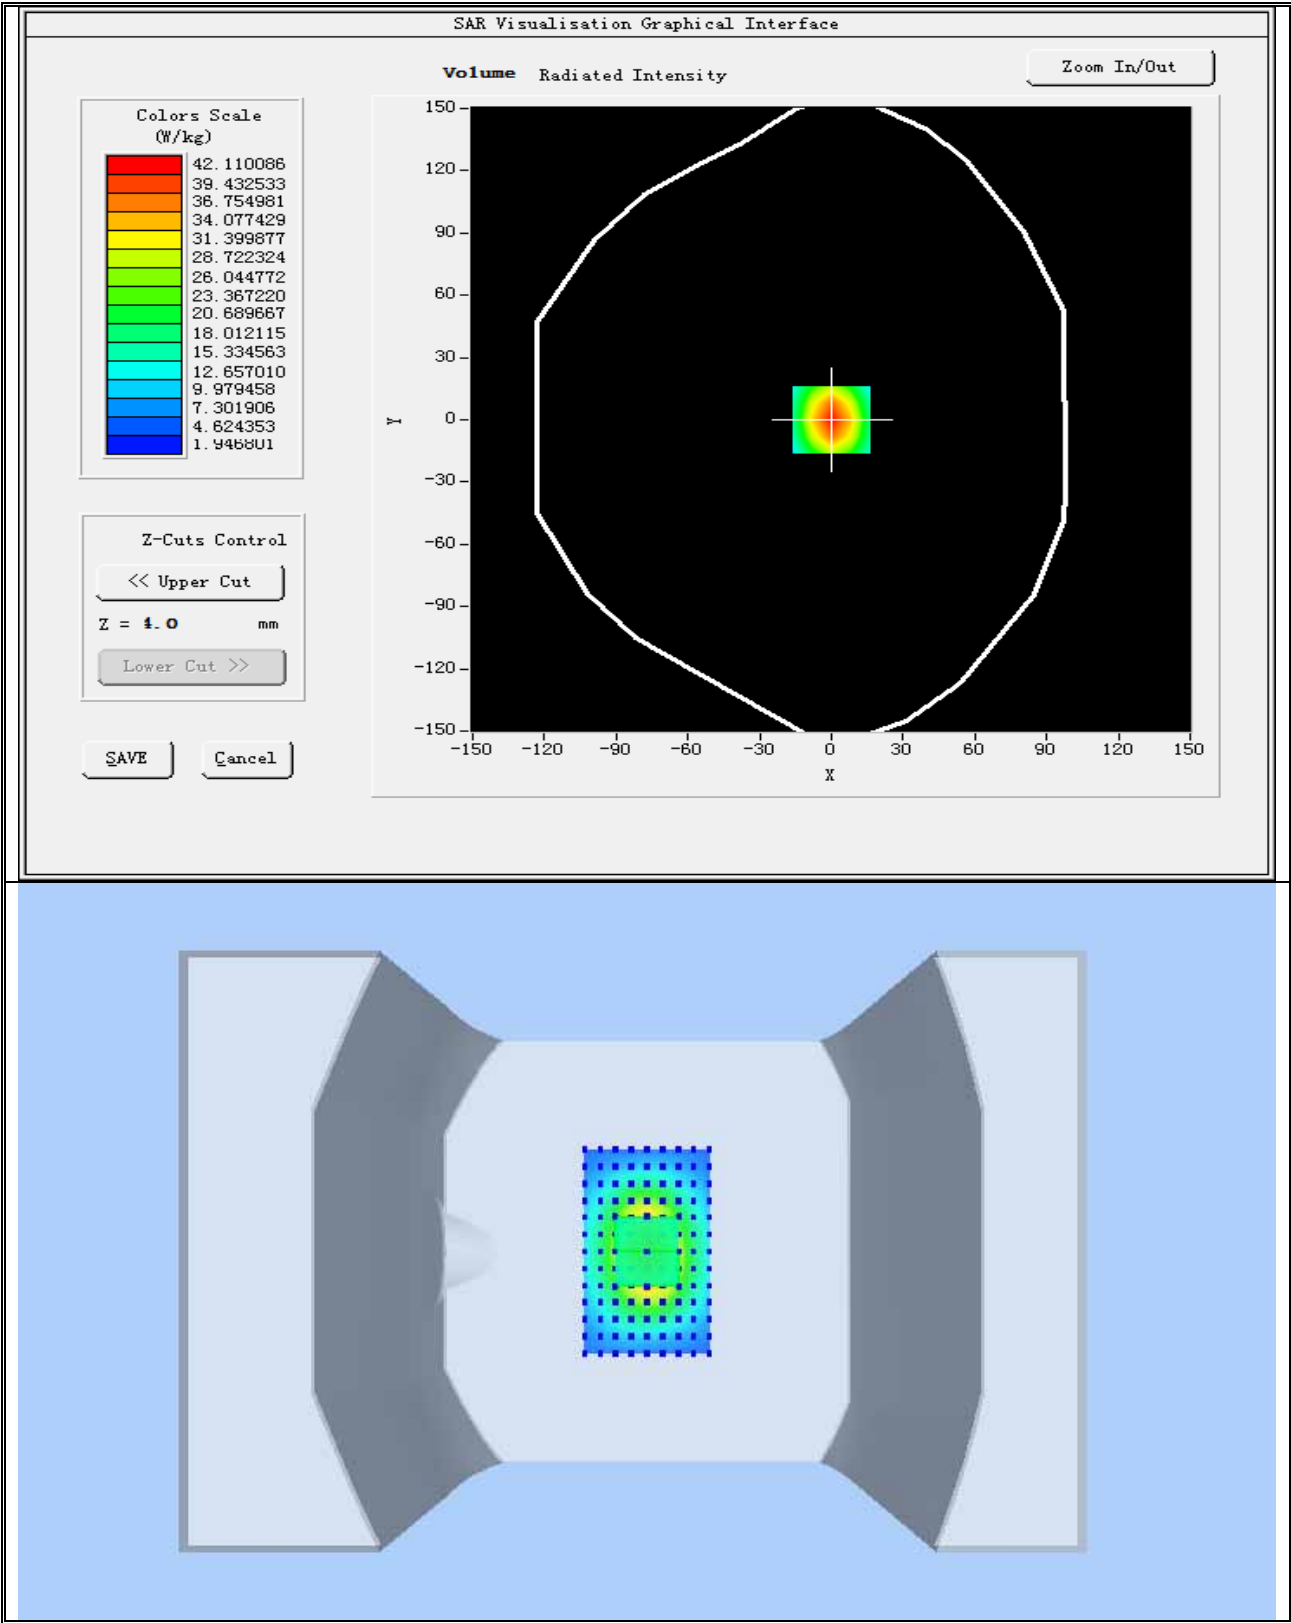 SAR Visualisation Graphical Interface
Volume Radiated Intensity
Zoom In/Out
Colors Scale
(W/kg)
42.110086
39.432533
36.754981
34.077429
31.399877
28.722324
26.044772
23.367220
20.689667
18.012115
15.334563
12.657010
9.979458
7.301906
4.624353
1.946801
Z-Cuts Control
<< Upper Cut
Z = 4.0 mm
Lower Cut >>
SAVE Cancel
150
120
90
60
30
0
-30
-60
-90
-120
-150
Y
-150 -120 -90 -60 -30 0 30 60 90 120 150
X